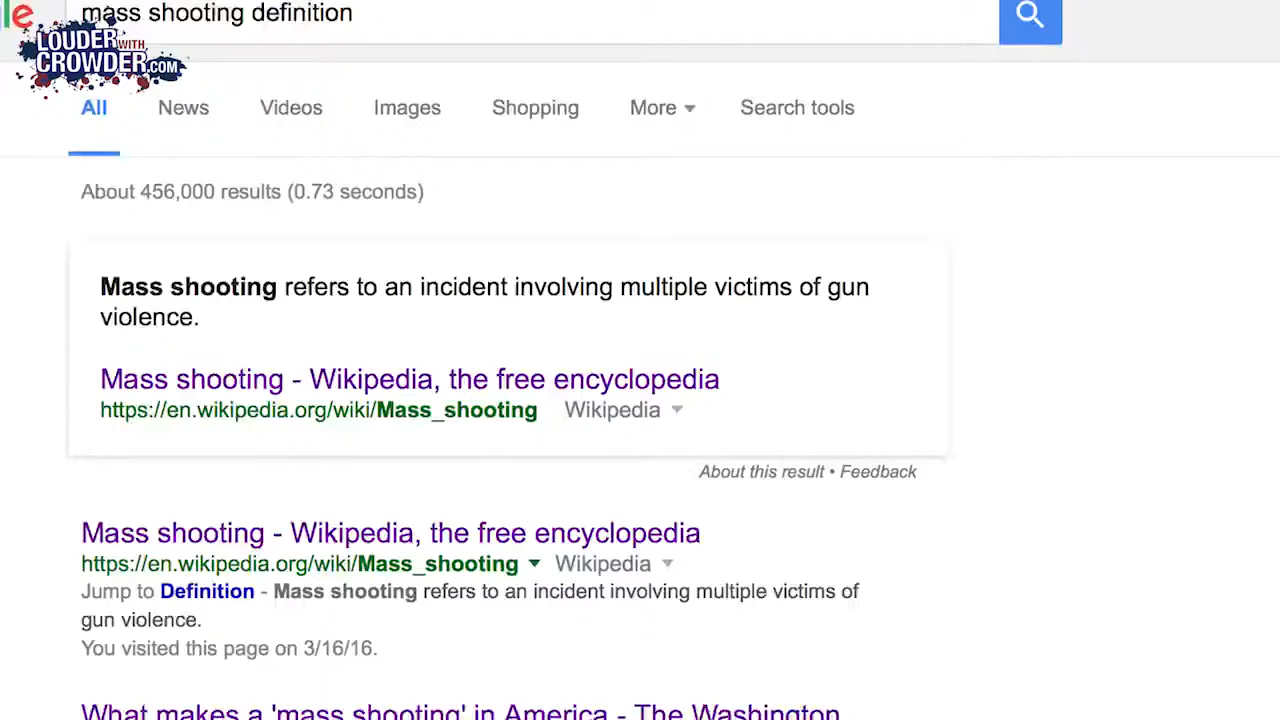 le
mass shooting definition
LOUDER WITH
CROWDER.COM
All News Videos Images Shopping More Search tools
About 456,000 results (0.73 seconds)
Mass shooting refers to an incident involving multiple victims of gun
violence.
Mass shooting - Wikipedia, the free encyclopedia
https://en.wikipedia.org/wiki/Mass_shooting Wikipedia
About this result • Feedback
Mass shooting - Wikipedia, the free encyclopedia
https://en.wikipedia.org/wiki/Mass_shooting Wikipedia
Jump to Definition - Mass shooting refers to an incident involving multiple victims of
gun violence.
You visited this page on 3/16/16.
What makes a 'mass shooting' in America - The Washington